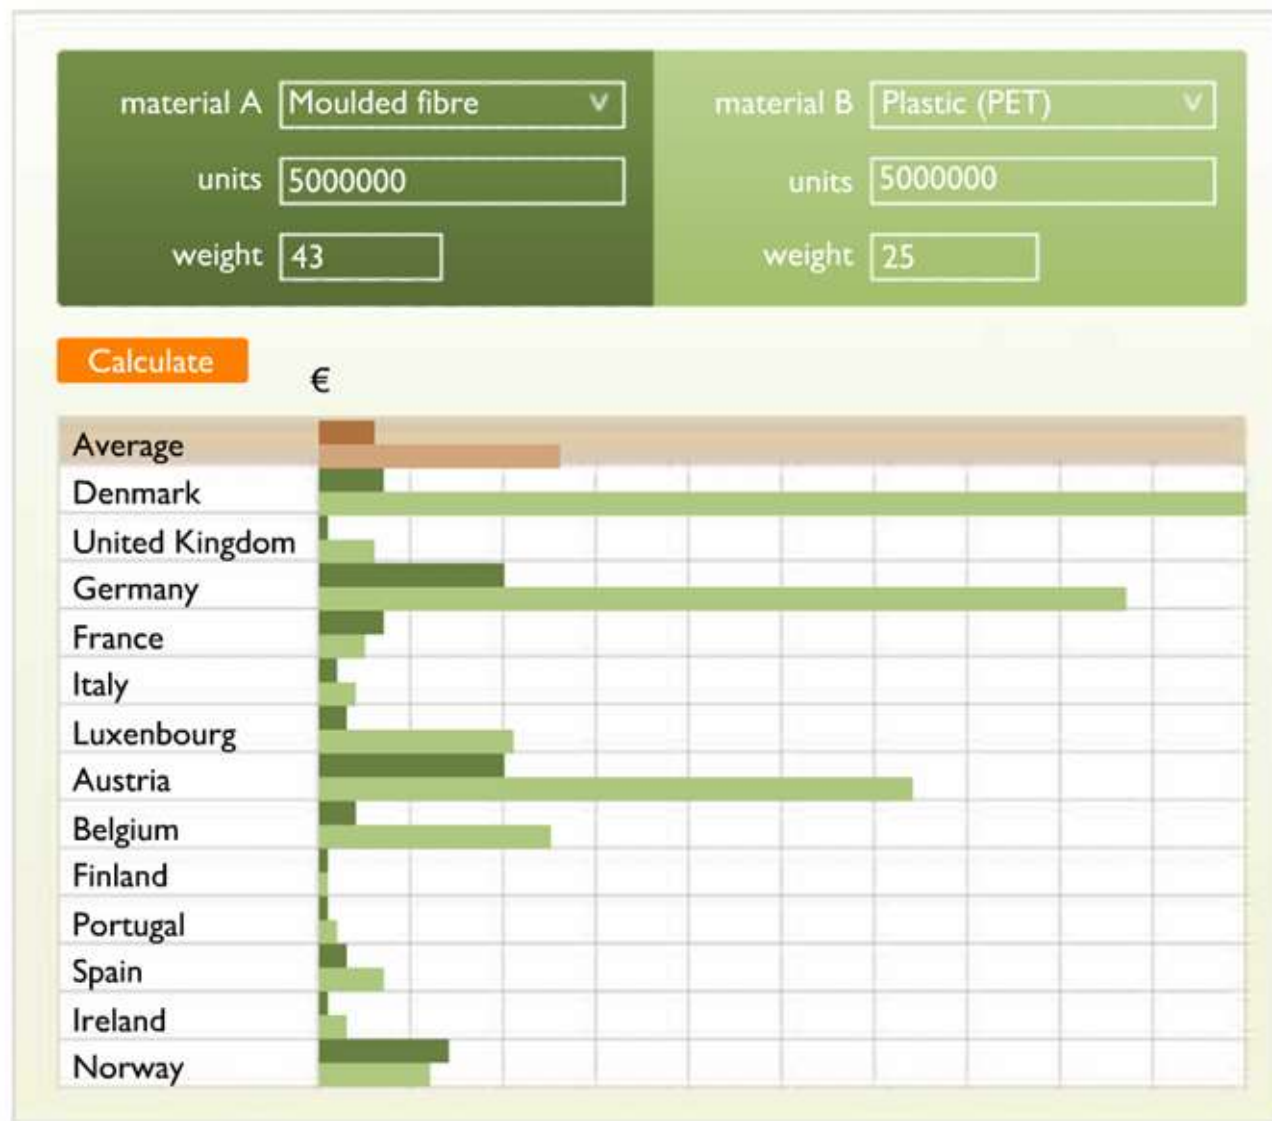 material A Moulded fibre v material B Plastic (PET) v
units 5000000 units 5000000
weight 43 weight 25
Calculate
€
Average
Denmark
United Kingdom
Germany
France
Italy
Luxenbourg
Austria
Belgium
Finland
Portugal
Spain
Ireland
Norway